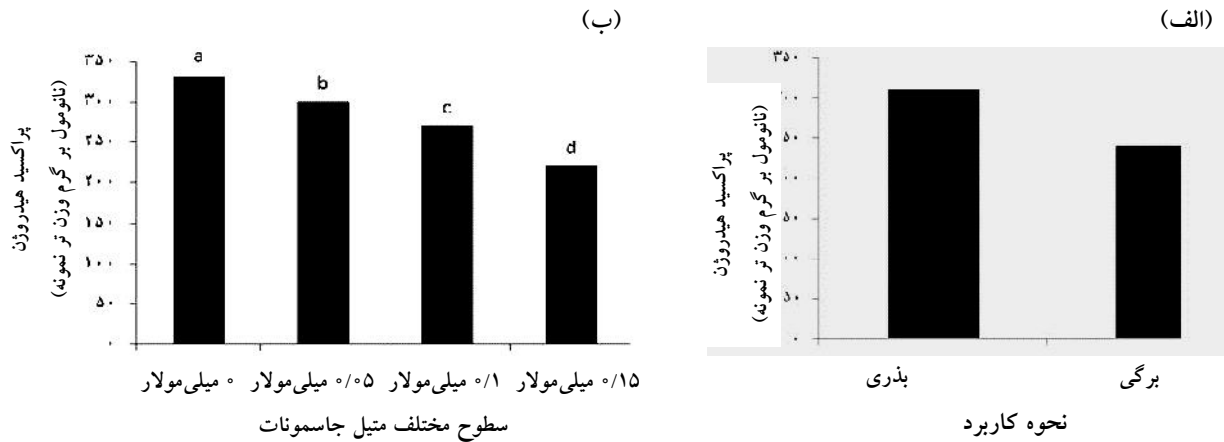 (الف)
۳۵۰
پراکسید هیدروژن
(نانومول بر گرم وزن تر نمونه)
بذری
برگی
نحوه کاربرد
(ب)
a
b
c
d
۳۵۰
۳۰۰
۲۵۰
۲۰۰
۱۵۰
۱۰۰
۵۰
۰
پراکسید هیدروژن
(نانومول بر گرم وزن تر نمونه)
۰ میلی‌مولار
۰/۰۵ میلی‌مولار
۰/۱ میلی‌مولار
۰/۱۵ میلی‌مولار
سطوح مختلف متیل جاسمونات